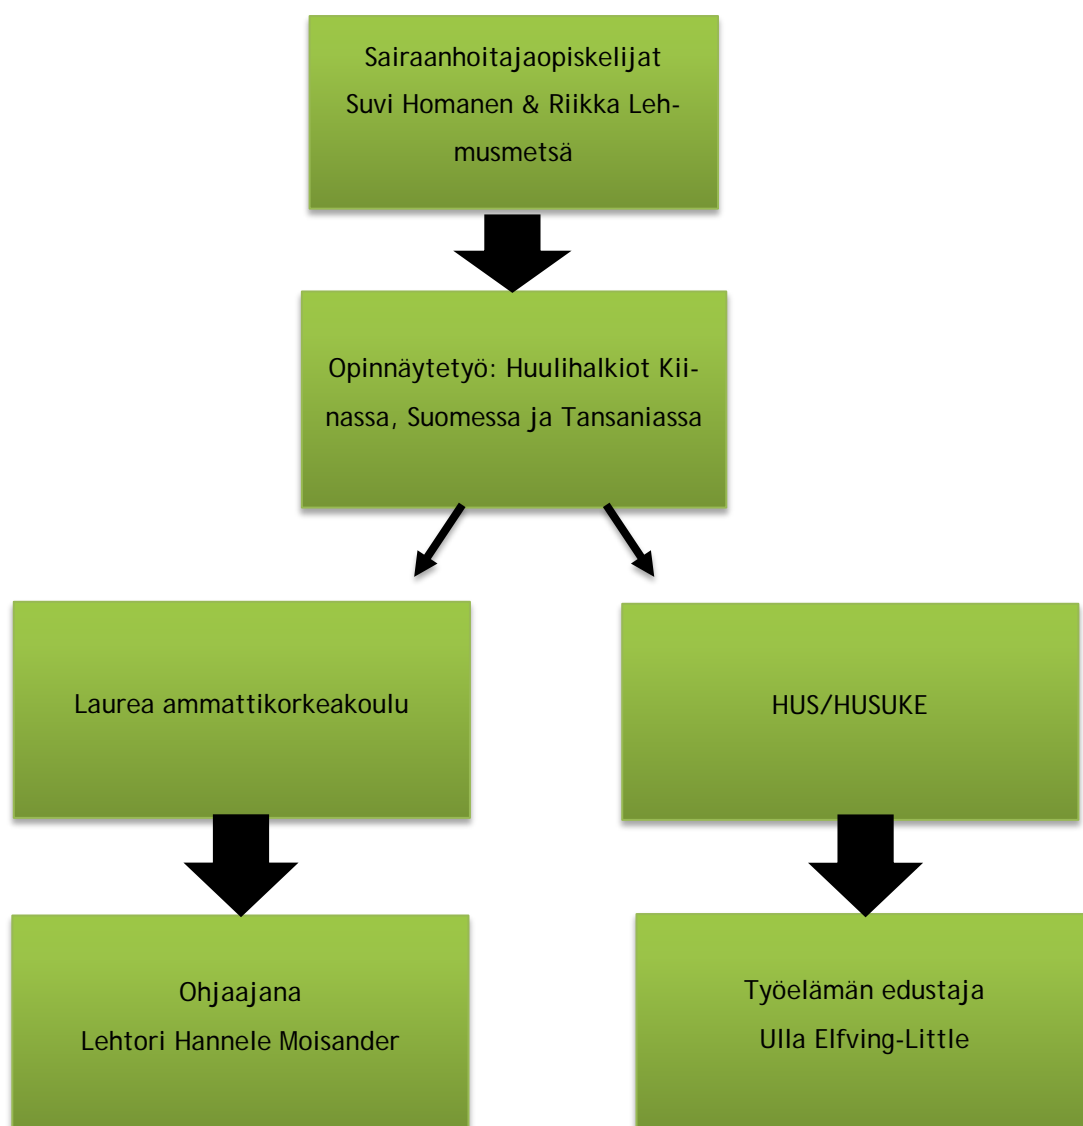 Sairaanhoitajaopiskelijat
Suvi Homanen & Riikka Leh-
musmetsä
Opinnäytetyö: Huulihalkiot Kii-
nassa, Suomessa ja Tansaniassa
Laurea ammattikorkeakoulu
HUS/HUSUKE
Ohjaajana
Lehtori Hannele Moisander
Työelämän edustaja
Ulla Elfving-Little